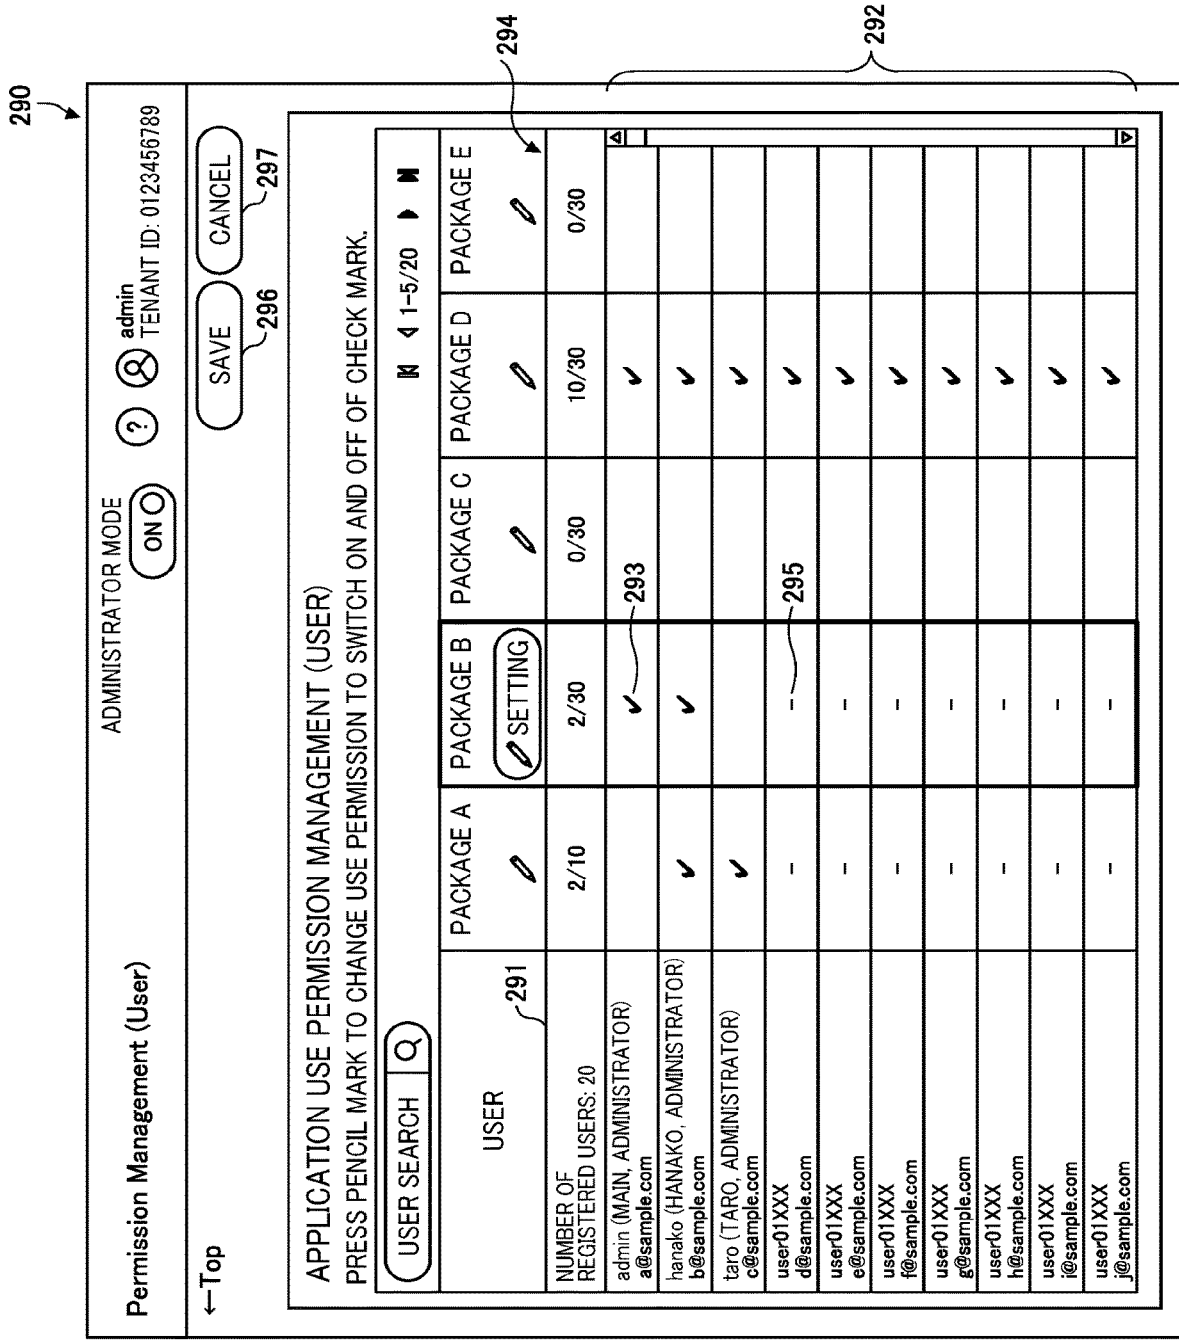 290
Permission Management (User)
ADMINISTRATOR MODE
ON
?
admin
TENANT ID: 0123456789
←Top
SAVE
CANCEL
296
297
APPLICATION USE PERMISSION MANAGEMENT (USER)
PRESS PENCIL MARK TO CHANGE USE PERMISSION TO SWITCH ON AND OFF OF CHECK MARK.
USER SEARCH
1-5/20
USER
291
PACKAGE A
PACKAGE B
SETTING
PACKAGE C
PACKAGE D
PACKAGE E
294
NUMBER OF
REGISTERED USERS: 20
2/10
2/30
0/30
10/30
0/30
admin (MAIN, ADMINISTRATOR)
a@sample.com
✓
293
✓
hanako (HANAKO, ADMINISTRATOR)
b@sample.com
✓
✓
✓
taro (TARO, ADMINISTRATOR)
c@sample.com
✓
✓
user01XXX
d@sample.com
-
-
295
✓
user01XXX
e@sample.com
-
-
✓
user01XXX
f@sample.com
-
-
✓
user01XXX
g@sample.com
-
-
✓
user01XXX
h@sample.com
-
-
✓
user01XXX
i@sample.com
-
-
✓
user01XXX
j@sample.com
-
-
✓
292